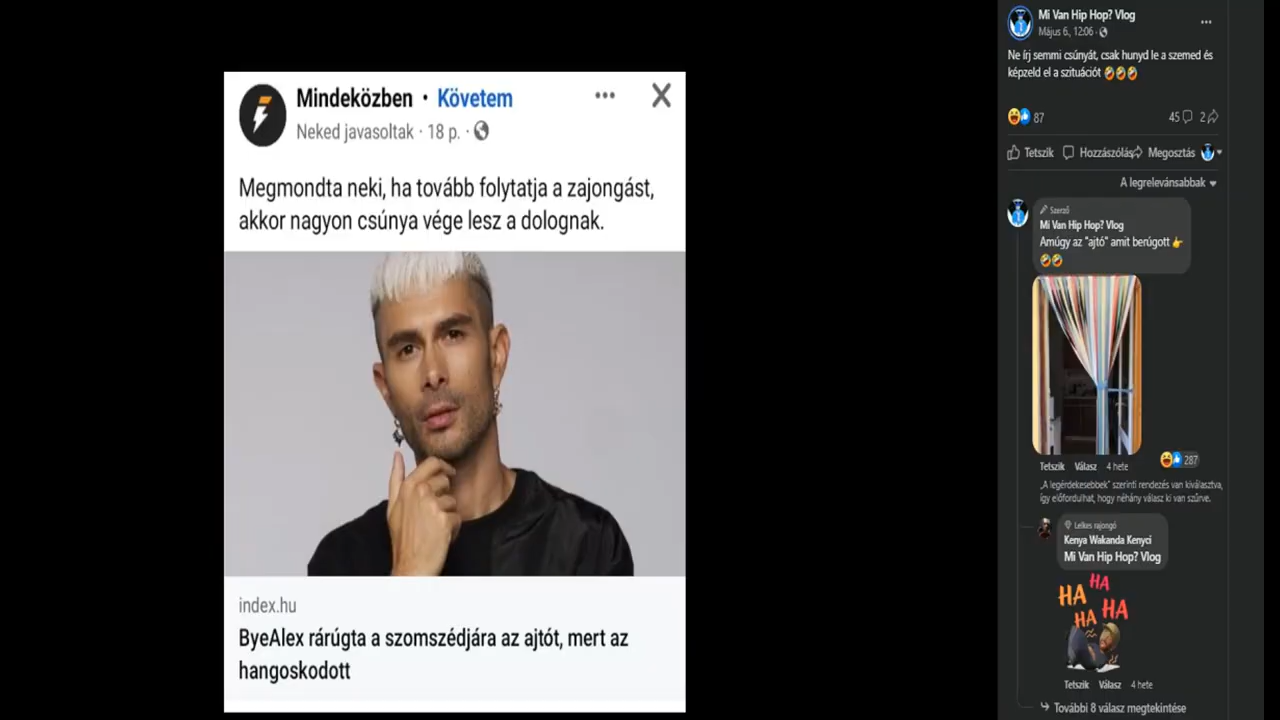 Mindeközben · Követem
Neked javasoltak · 18 p. ·
Megmondta neki, ha tovább folytatja a zajongást,
akkor nagyon csúnya vége lesz a dolognak.
index.hu
ByeAlex rárúgta a szomszédjára az ajtót, mert az
hangoskodott
Mi Van Hip Hop? Vlog
Május 6., 12:06 ·
Ne írj semmi csúnyát, csak hunyd le a szemed és
képzeld el a szituációt 🤣🤣🤣
87
45 2
Tetszik Hozzászólás Megosztás
A legrelevánsabbak
Szerző
Mi Van Hip Hop? Vlog
Amúgy az "ajtó" amit berúgott 👉
🤣🤣
Tetszik Válasz 4 hete 287
„A legérdekesebbek" szerinti rendezés van kiválasztva,
így előfordulhat, hogy néhány válasz ki van szűrve.
Lelkes rajongó
Kenya Wakanda Kenyci
Mi Van Hip Hop? Vlog
HA HA
HA HA
Tetszik Válasz 4 hete
További 8 válasz megtekintése